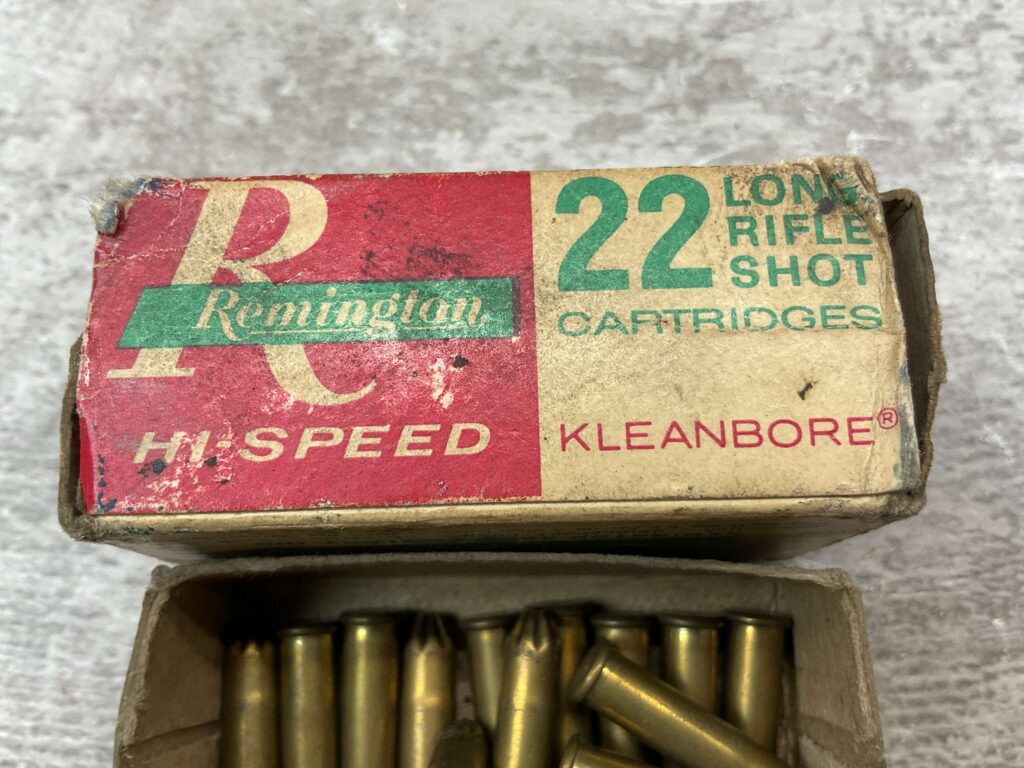 R
Remington
HI-SPEED
22
LONG
RIFLE
SHOT
CARTRIDGES
KLEANBORE®